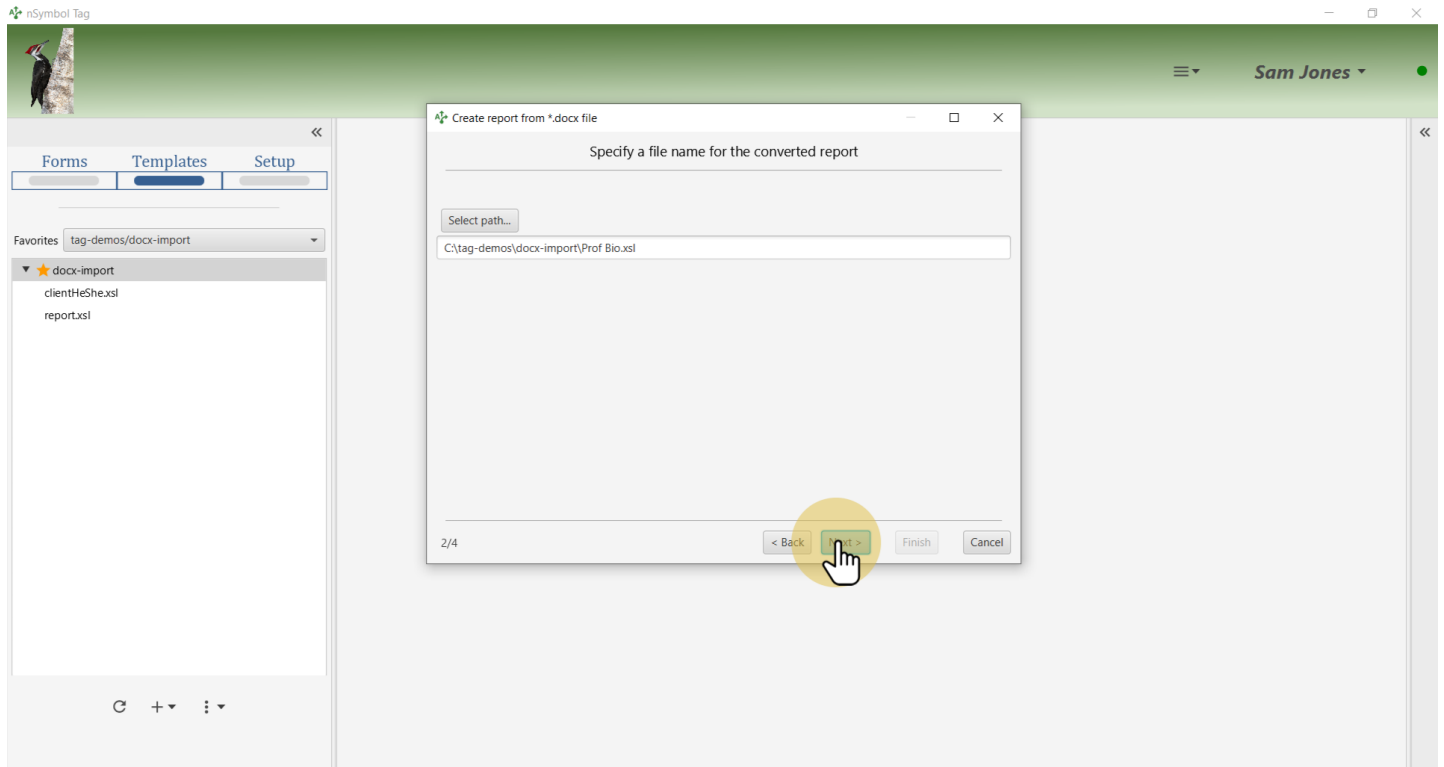 nSymbol Tag
Sam Jones
Create report from *.docx file
Specify a file name for the converted report
Forms Templates Setup
Select path...
Favorites tag-demos/docx-import
C:\tag-demos\docx-import\Prof Bio.xsl
docx-import
clientHeShe.xsl
report.xsl
2/4 < Back Next > Finish Cancel